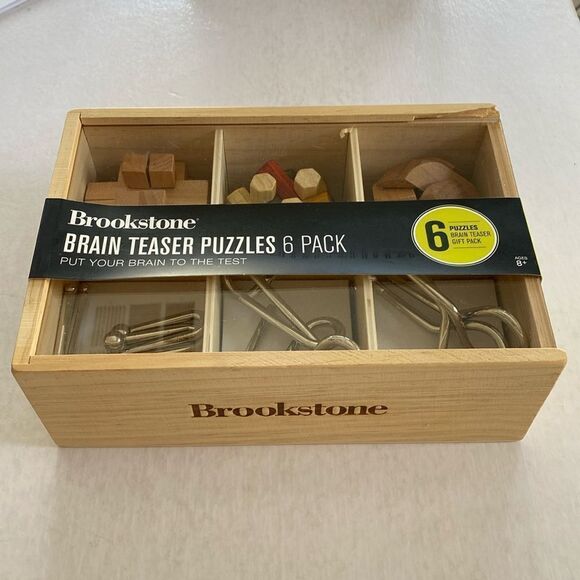 Brookstone®
BRAIN TEASER PUZZLES 6 PACK
PUT YOUR BRAIN TO THE TEST
6 PUZZLES
BRAIN TEASER
GIFT PACK
AGES
8+
Brookstone